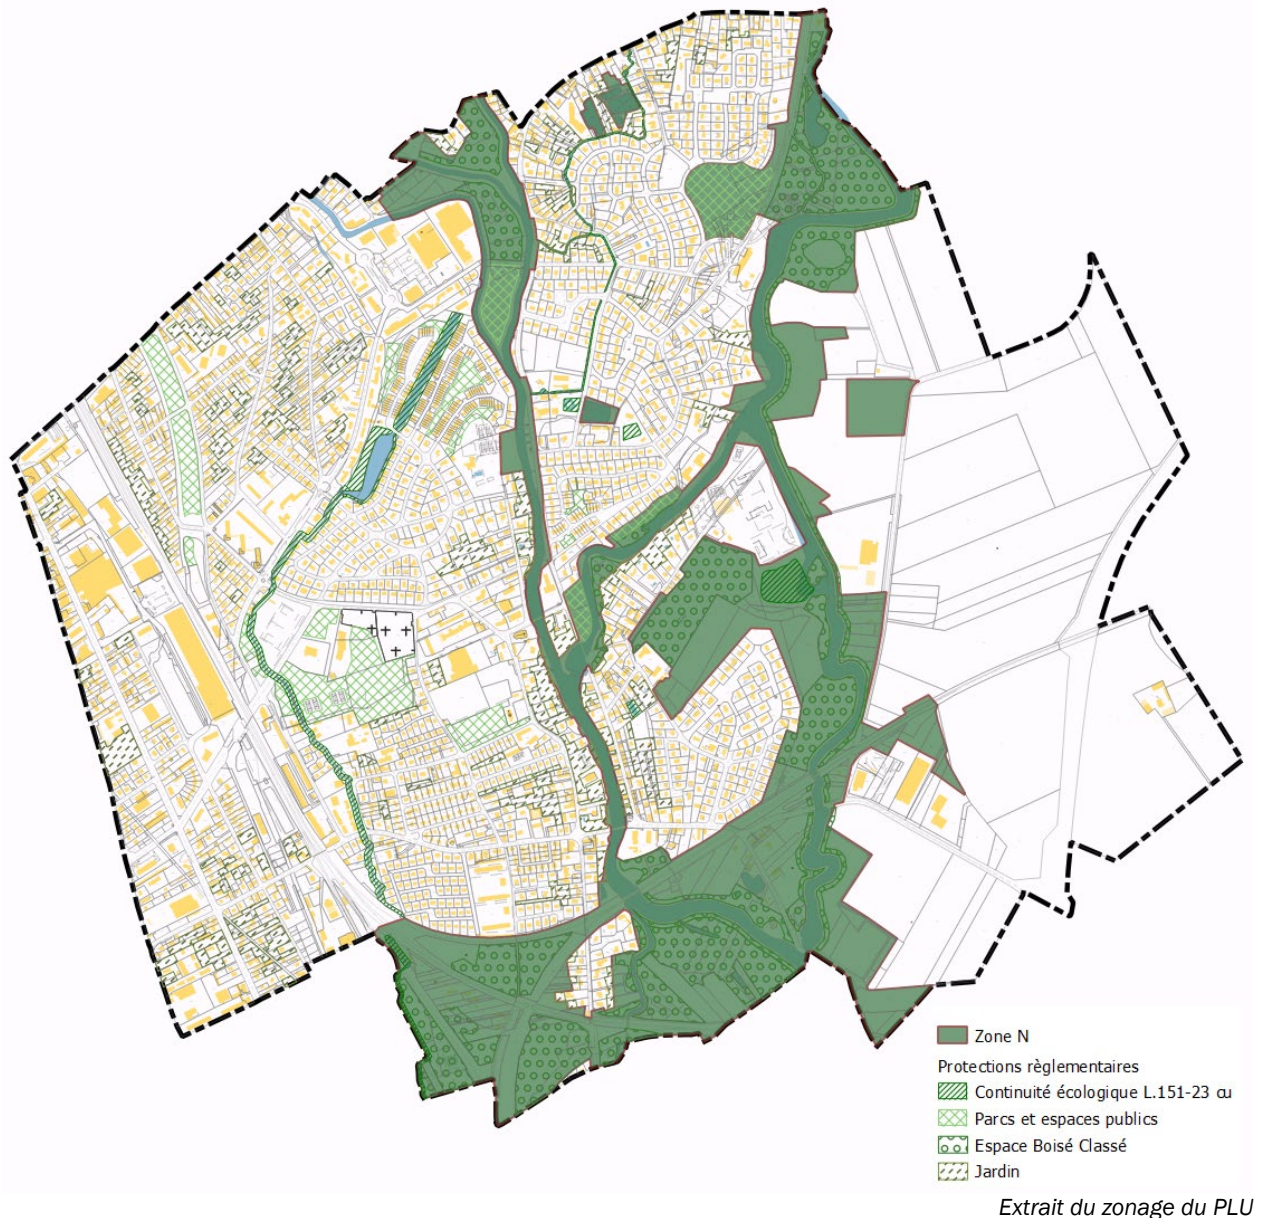 Zone N
Protections règlementaires
Continuité écologique L.151-23 cu
Parcs et espaces publics
Espace Boisé Classé
Jardin
Extrait du zonage du PLU